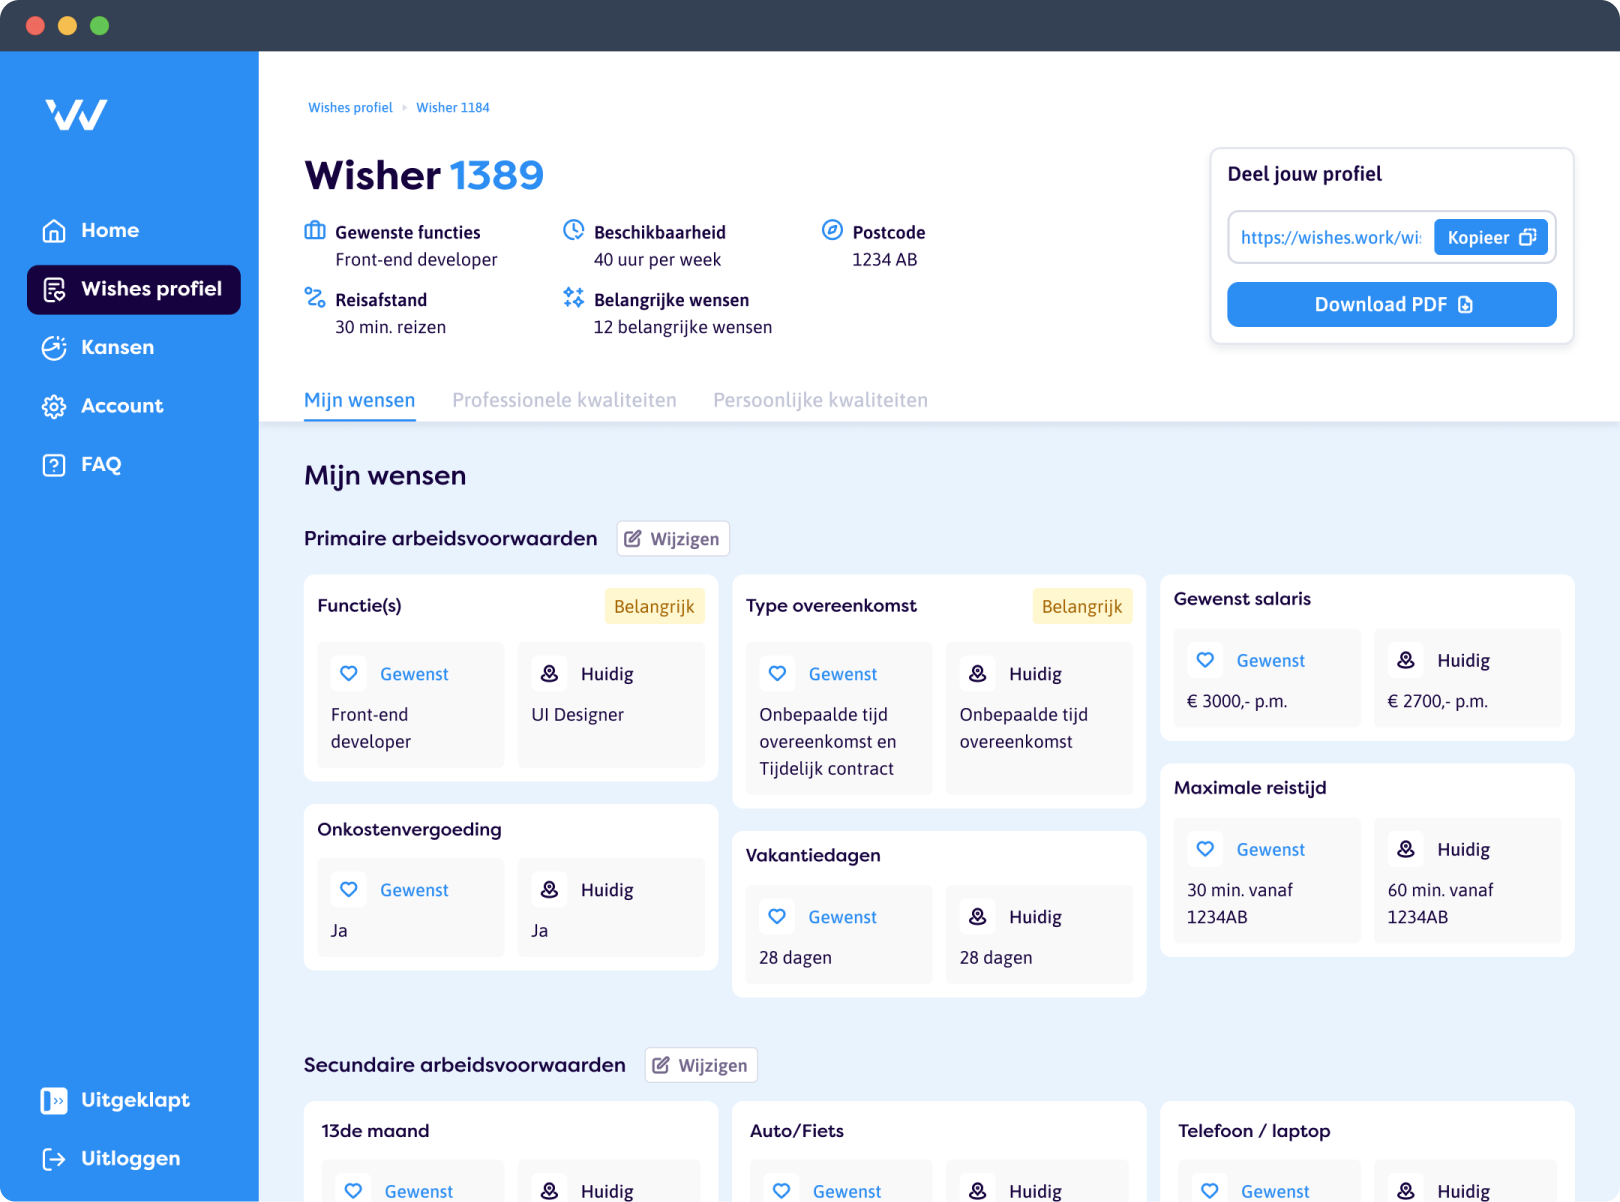 Wishes profiel Wisher 1184
Wisher 1389
Gewenste functies
Front-end developer
Beschikbaarheid
40 uur per week
Postcode
1234 AB
Reisafstand
30 min. reizen
Belangrijke wensen
12 belangrijke wensen
Deel jouw profiel
https://wishes.work/wi
Kopieer
Download PDF
Home
Wishes profiel
Kansen
Account
FAQ
Uitgeklapt
Uitloggen
Mijn wensen
Professionele kwaliteiten
Persoonlijke kwaliteiten
Mijn wensen
Primaire arbeidsvoorwaarden
Wijzigen
Functie(s)
Belangrijk
Gewenst
Front-end
developer
Huidig
UI Designer
Type overeenkomst
Belangrijk
Gewenst
Onbepaalde tijd
overeenkomst en
Tijdelijk contract
Huidig
Onbepaalde tijd
overeenkomst
Gewenst salaris
Gewenst
€ 3000,- p.m.
Huidig
€ 2700,- p.m.
Onkostenvergoeding
Gewenst
Ja
Huidig
Ja
Vakantiedagen
Gewenst
28 dagen
Huidig
28 dagen
Maximale reistijd
Gewenst
30 min. vanaf
1234AB
Huidig
60 min. vanaf
1234AB
Secundaire arbeidsvoorwaarden
Wijzigen
13de maand
Gewenst
Huidig
Auto/Fiets
Gewenst
Huidig
Telefoon / laptop
Gewenst
Huidig